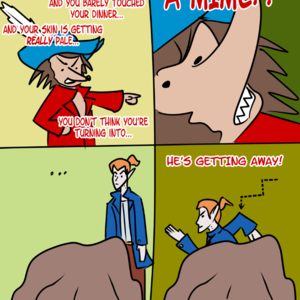 AND YOU BARELY TOUCHED
YOUR DINNER...
AND YOUR SKIN IS GETTING
REALLY PALE...
YOU DON'T THINK YOU'RE
TURNING INTO...
A MIME?!
...
HE'S GETTING AWAY!